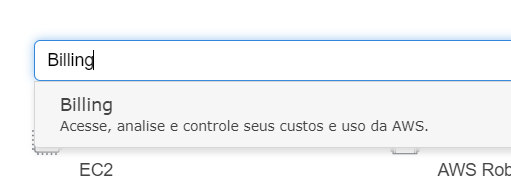 Billing
Billing
Acesse, analise e controle seus custos e uso da AWS.
EC2
AWS Rob